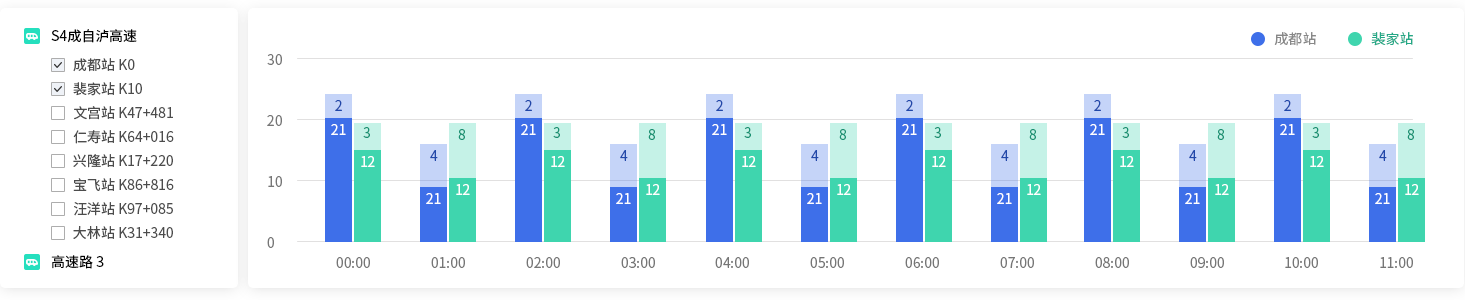 S4成自泸高速
成都站 K0
裴家站 K10
文宫站 K47+481
仁寿站 K64+016
兴隆站 K17+220
宝飞站 K86+816
汪洋站 K97+085
大林站 K31+340
高速路 3
成都站 裴家站
30
20
10
0
2 2 2 2 2 2
21 3 21 3 21 3 21 3 21 3 21 3
4 8 4 8 4 8 4 8 4 8 4 8
12 12 12 12 12 12
21 12 21 12 21 12 21 12 21 12 21 12
00:00 01:00 02:00 03:00 04:00 05:00 06:00 07:00 08:00 09:00 10:00 11:00